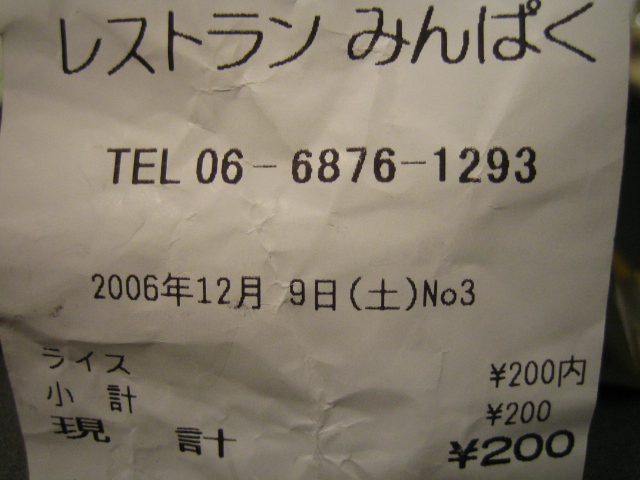 レストラン みんぱく
TEL 06-6876-1293
2006年12月 9日(土)No3
ライス ¥200内
小 計 ¥200
現 計 ¥200